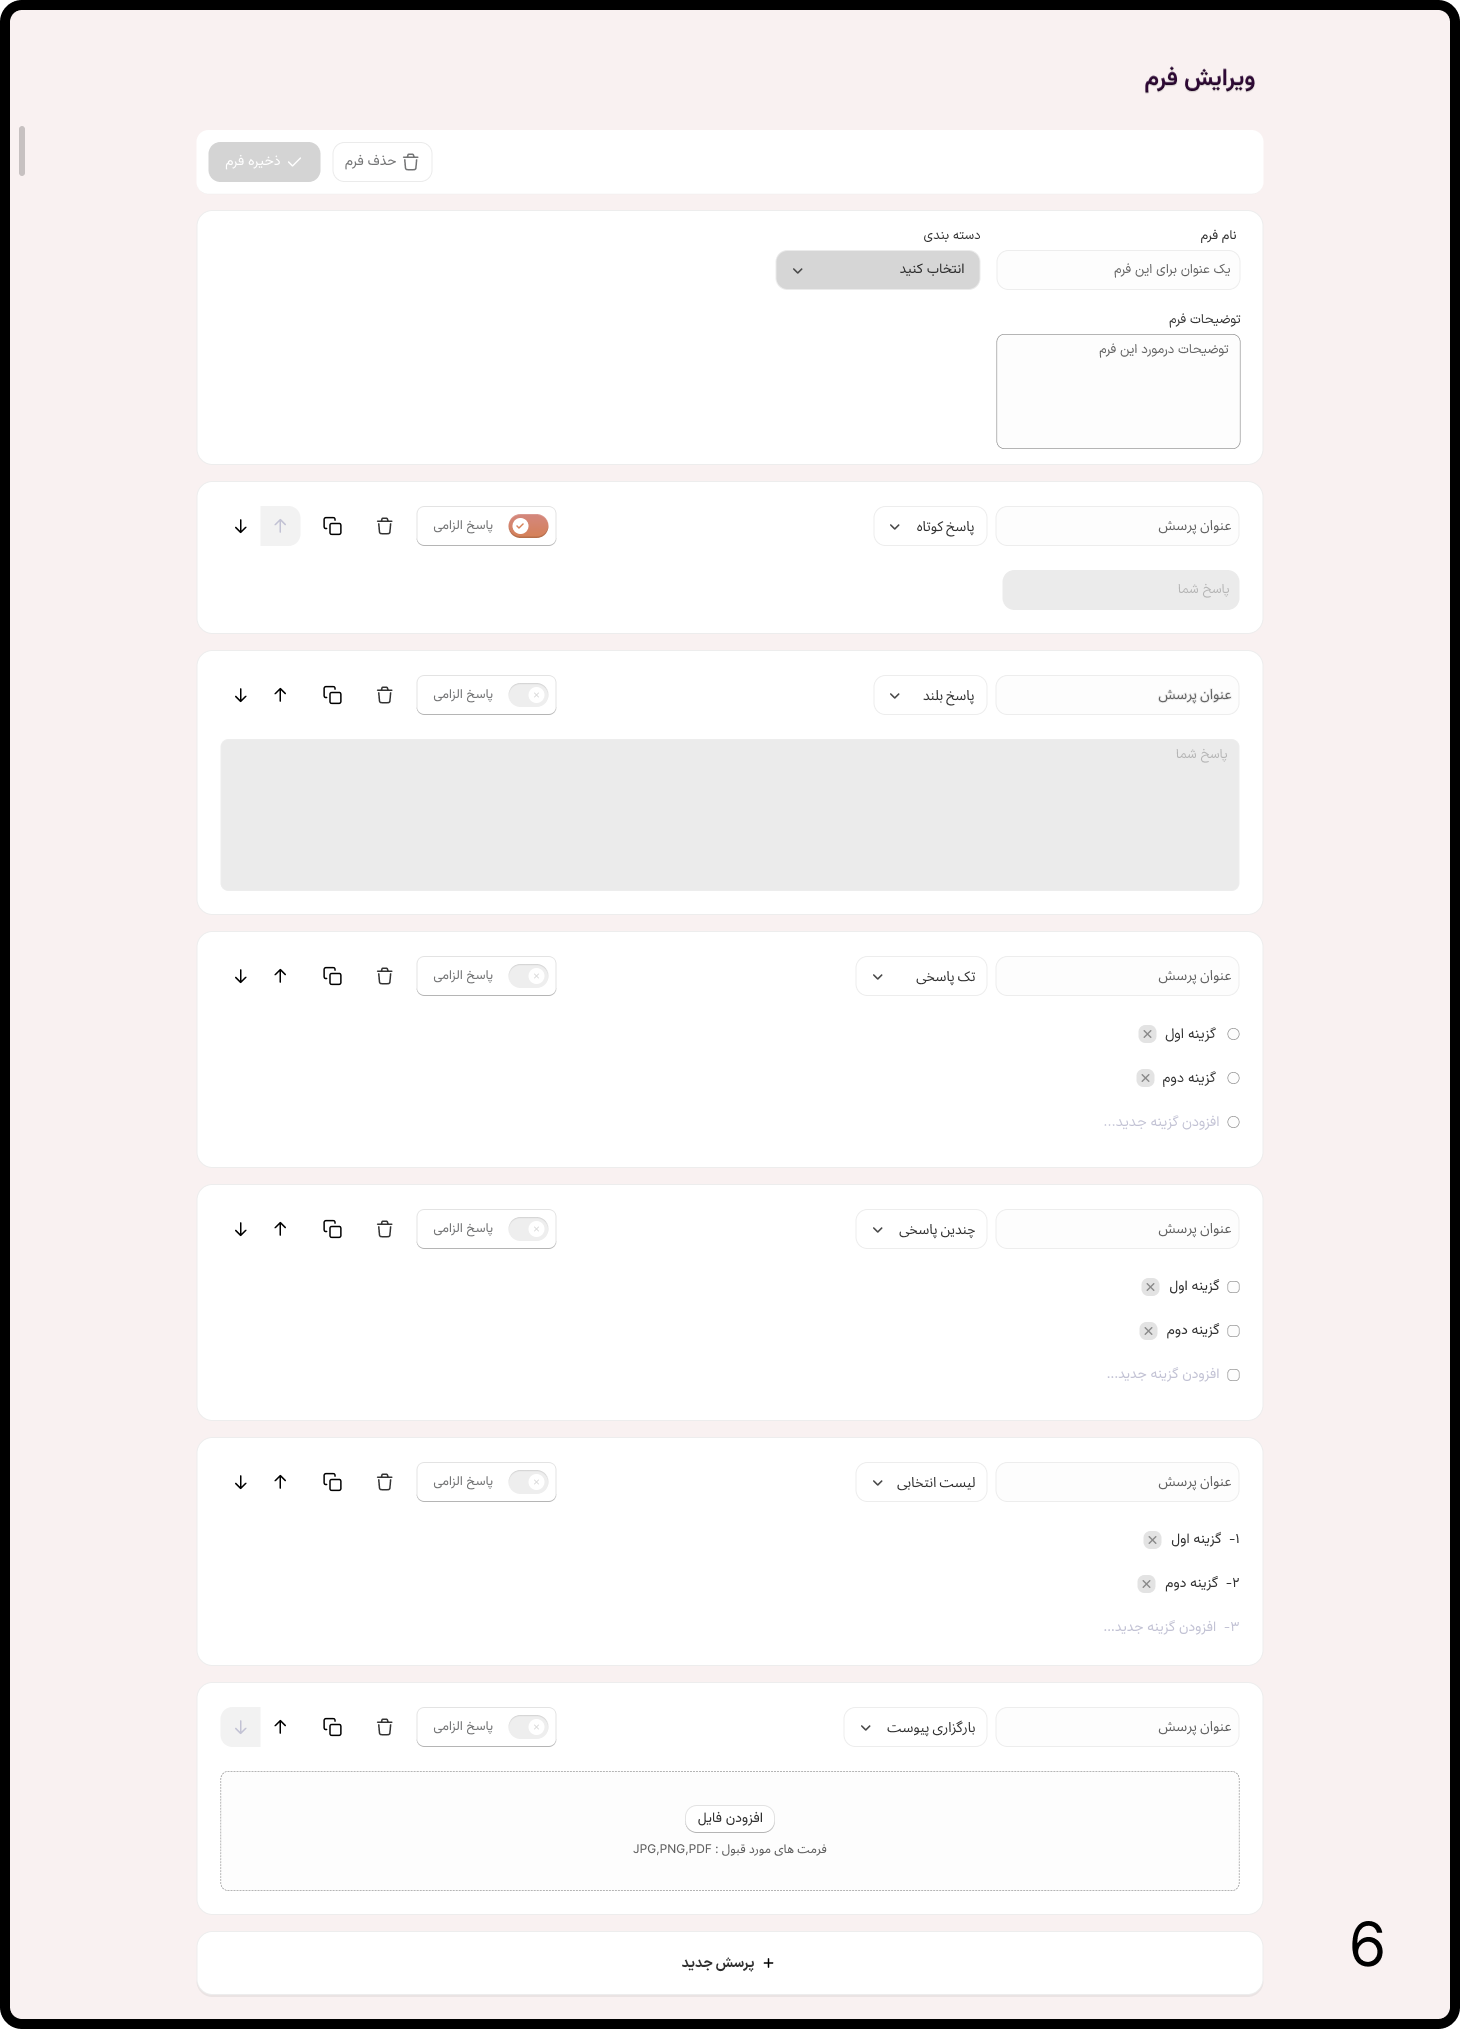 ویرایش فرم
حذف فرم
ذخیره فرم
نام فرم
دسته بندی
یک عنوان برای این فرم
انتخاب کنید
توضیحات فرم
توضیحات درمورد این فرم
عنوان پرسش
پاسخ کوتاه
پاسخ الزامی
پاسخ شما
عنوان پرسش
پاسخ بلند
پاسخ الزامی
پاسخ شما
عنوان پرسش
تک پاسخی
پاسخ الزامی
گزینه اول
گزینه دوم
افزودن گزینه جدید...
عنوان پرسش
چندین پاسخی
پاسخ الزامی
گزینه اول
گزینه دوم
افزودن گزینه جدید...
عنوان پرسش
لیست انتخابی
پاسخ الزامی
۱- گزینه اول
۲- گزینه دوم
۳- افزودن گزینه جدید...
عنوان پرسش
بارگزاری پیوست
پاسخ الزامی
افزودن فایل
فرمت های مورد قبول : JPG,PNG,PDF
+ پرسش جدید
6